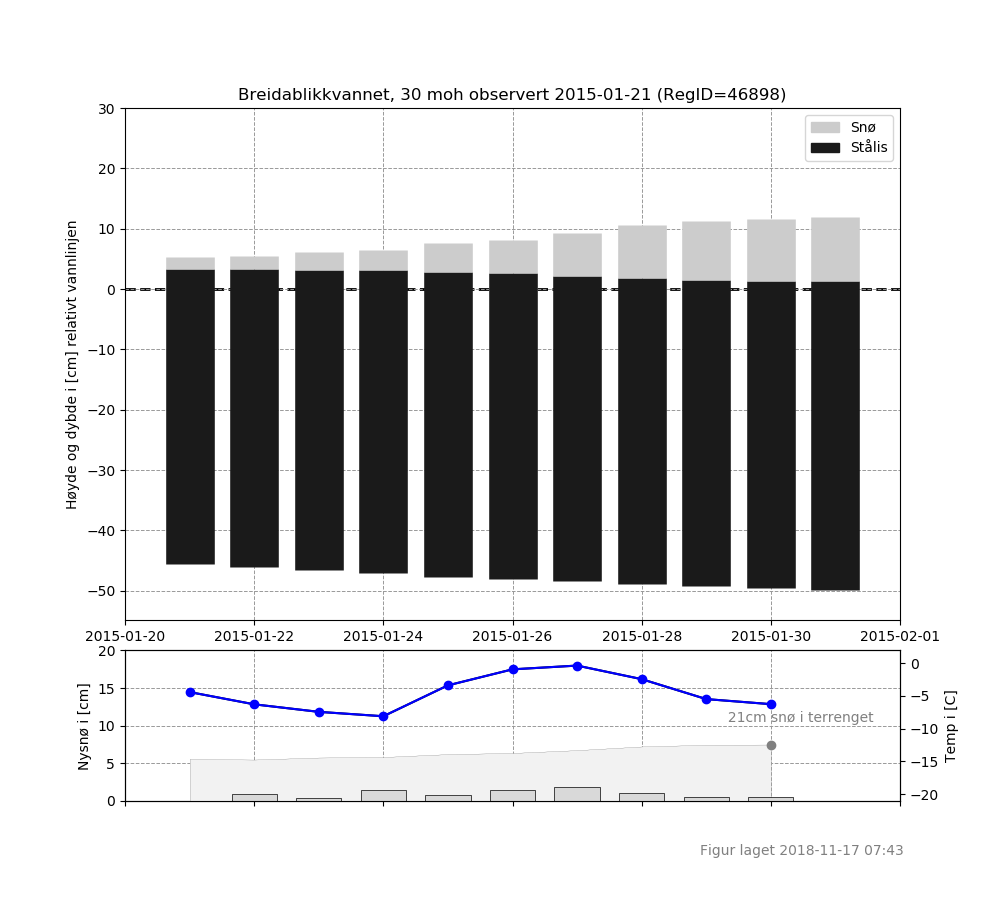 Breidablikkvannet, 30 moh observert 2015-01-21 (RegID=46898)
Høyde og dybde i [cm] relativt vannlinjen
30
20
10
0
−10
−20
−30
−40
−50
Snø
Stålis
2015-01-20 2015-01-22 2015-01-24 2015-01-26 2015-01-28 2015-01-30 2015-02-01
Nysnø i [cm]
20
15
10
5
0
21cm snø i terrenget
0
−5
−10
−15
−20
Temp i [C]
Figur laget 2018-11-17 07:43